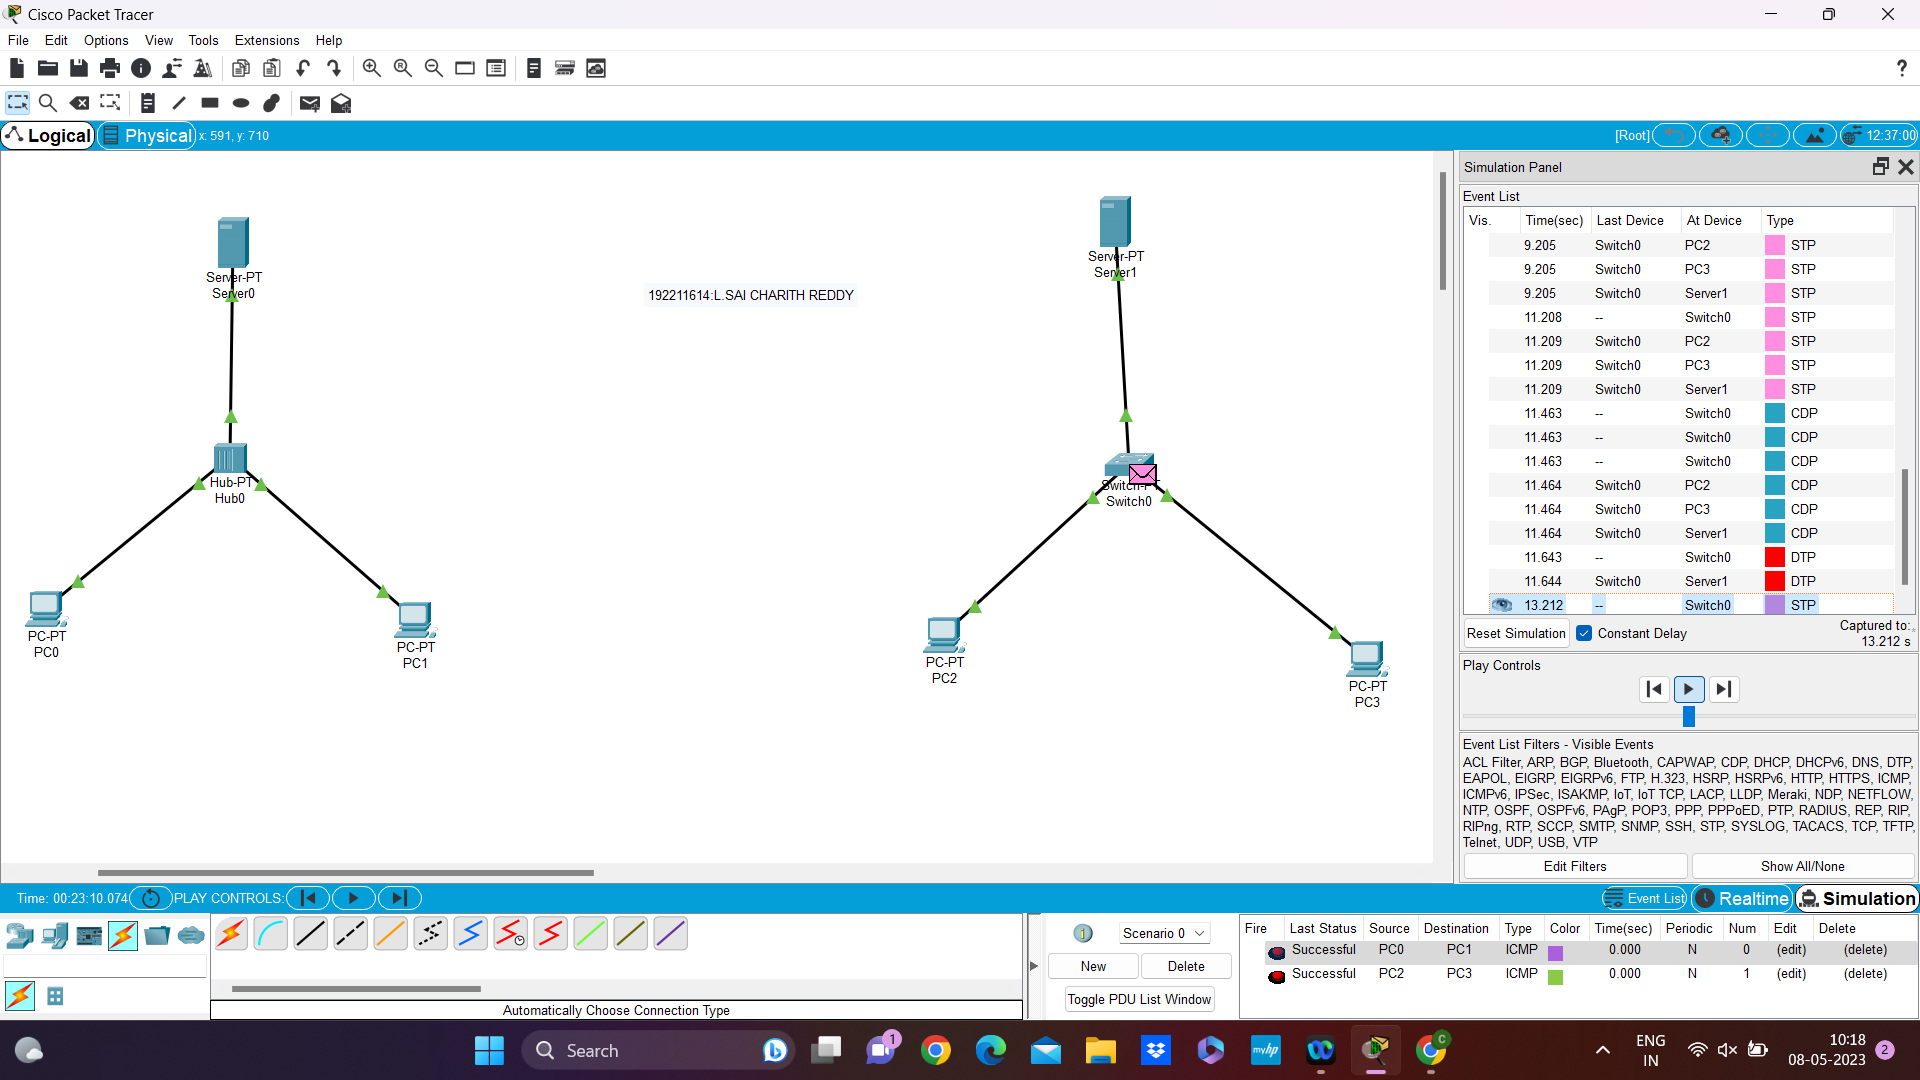 Cisco Packet Tracer
File Edit Options View Tools Extensions Help
?
Logical Physical x: 591, y: 710 [Root] 12:37:00
Server-PT
Server0
Hub-PT
Hub0
PC-PT
PC0
PC-PT
PC1
192211614:L.SAI CHARITH REDDY
Server-PT
Server1
Switch-PT
Switch0
PC-PT
PC2
PC-PT
PC3
Simulation Panel
Event List
Vis. Time(sec) Last Device At Device Type
9.205 Switch0 PC2 STP
9.205 Switch0 PC3 STP
9.205 Switch0 Server1 STP
11.208 -- Switch0 STP
11.209 Switch0 PC2 STP
11.209 Switch0 PC3 STP
11.209 Switch0 Server1 STP
11.463 -- Switch0 CDP
11.463 -- Switch0 CDP
11.463 -- Switch0 CDP
11.464 Switch0 PC2 CDP
11.464 Switch0 PC3 CDP
11.464 Switch0 Server1 CDP
11.643 -- Switch0 DTP
11.644 Switch0 Server1 DTP
13.212 -- Switch0 STP
Reset Simulation Constant Delay Captured to:
13.212 s
Play Controls
Event List Filters - Visible Events
ACL Filter, ARP, BGP, Bluetooth, CAPWAP, CDP, DHCP, DHCPv6, DNS, DTP,
EAPOL, EIGRP, EIGRPv6, FTP, H.323, HSRP, HSRPv6, HTTP, HTTPS, ICMP,
ICMPv6, IPSec, ISAKMP, IoT, IoT TCP, LACP, LLDP, Meraki, NDP, NETFLOW,
NTP, OSPF, OSPFv6, PAgP, POP3, PPP, PPPoED, PTP, RADIUS, REP, RIP,
RIPng, RTP, SCCP, SMTP, SNMP, SSH, STP, SYSLOG, TACACS, TCP, TFTP,
Telnet, UDP, USB, VTP
Edit Filters Show All/None
Time: 00:23:10.074 PLAY CONTROLS: Event List Realtime Simulation
Automatically Choose Connection Type
Scenario 0
New Delete
Toggle PDU List Window
Fire Last Status Source Destination Type Color Time(sec) Periodic Num Edit Delete
Successful PC0 PC1 ICMP 0.000 N 0 (edit) (delete)
Successful PC2 PC3 ICMP 0.000 N 1 (edit) (delete)
Search 1 myhp C
ENG
IN
10:18
08-05-2023
2